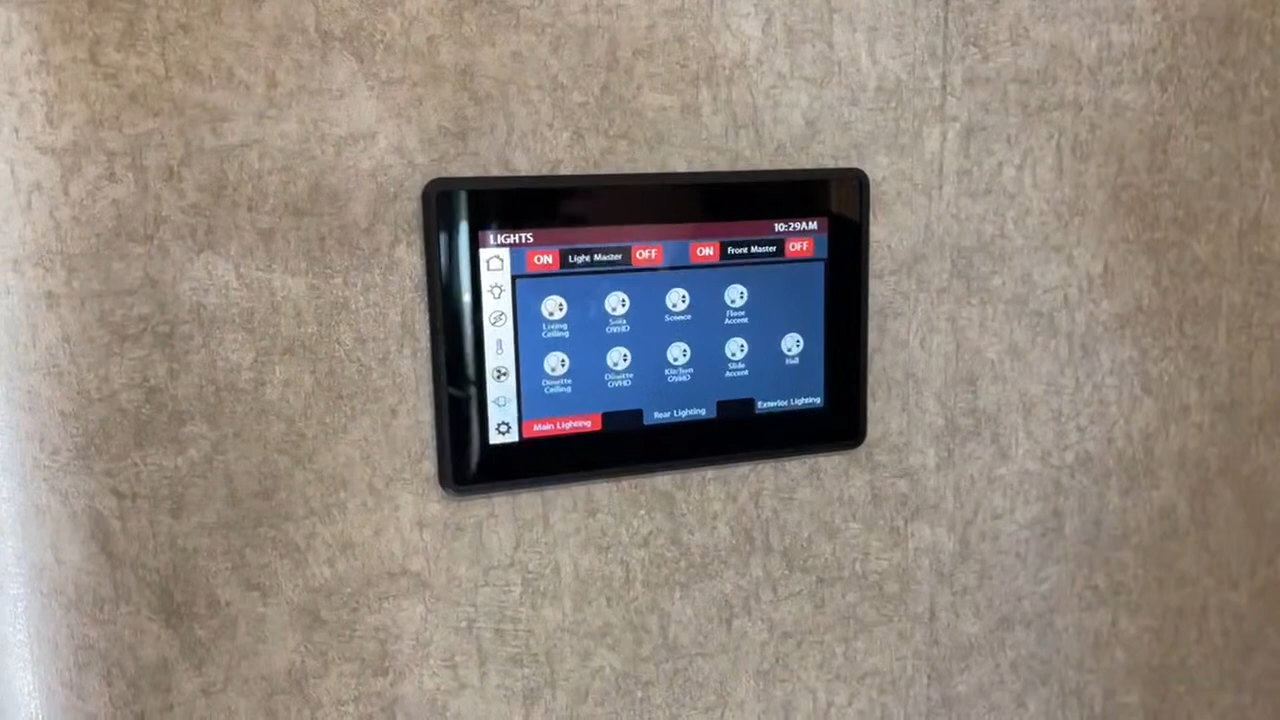 LIGHTS 10:29AM
ON Light Master OFF ON Front Master OFF
Living Ceiling
Sofa OVHD
Sconce
Floor Accent
Dinette Ceiling
Dinette OVHD
Kitchen OVHD
Slide Accent
Hall
Main Lighting Rear Lighting Exterior Lighting